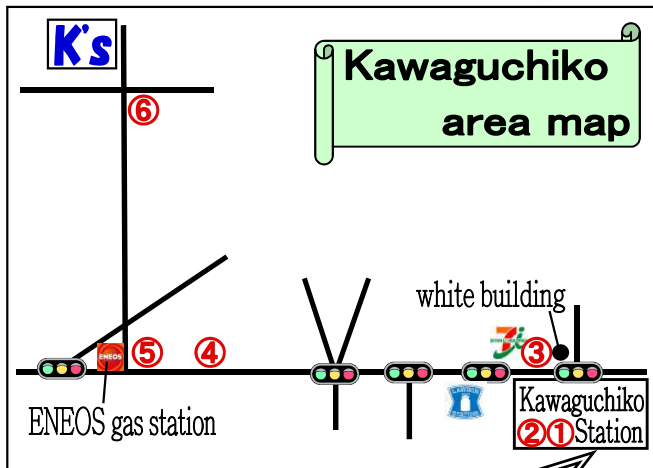 K's
Kawaguchiko
area map
⑥
white building
ENEOS
⑤
④
③
ENEOS gas station
Kawaguchiko
②①Station